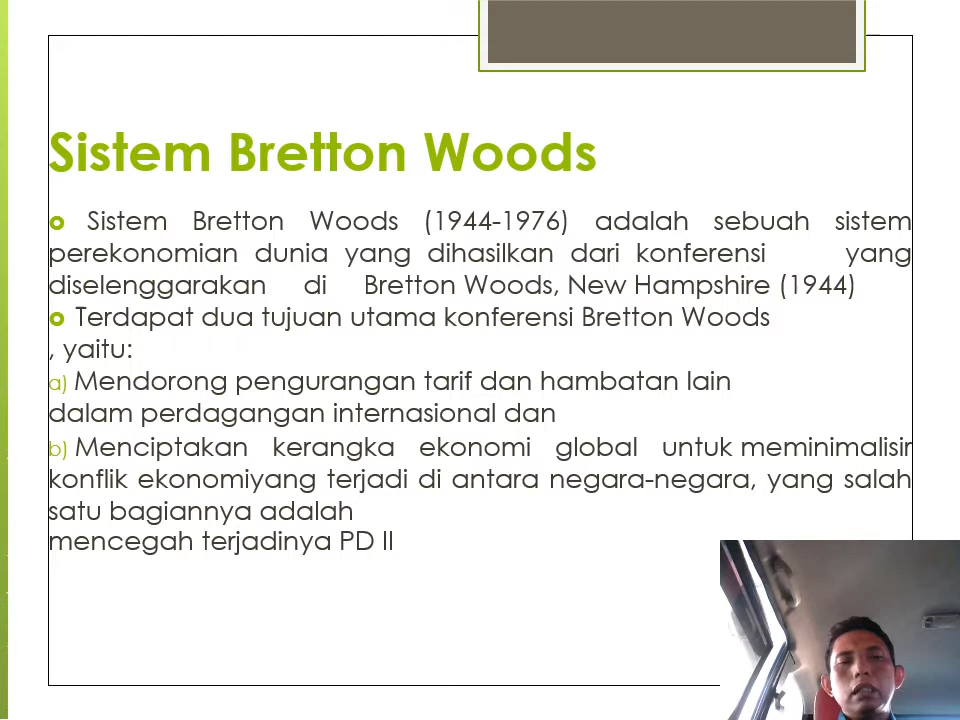 Sistem Bretton Woods
Sistem Bretton Woods (1944-1976) adalah sebuah sistem
perekonomian dunia yang dihasilkan dari konferensi yang
diselenggarakan di Bretton Woods, New Hampshire (1944)
Terdapat dua tujuan utama konferensi Bretton Woods
, yaitu:
a) Mendorong pengurangan tarif dan hambatan lain
dalam perdagangan internasional dan
b) Menciptakan kerangka ekonomi global untuk meminimalisir
konflik ekonomiyang terjadi di antara negara-negara, yang salah
satu bagiannya adalah
mencegah terjadinya PD II